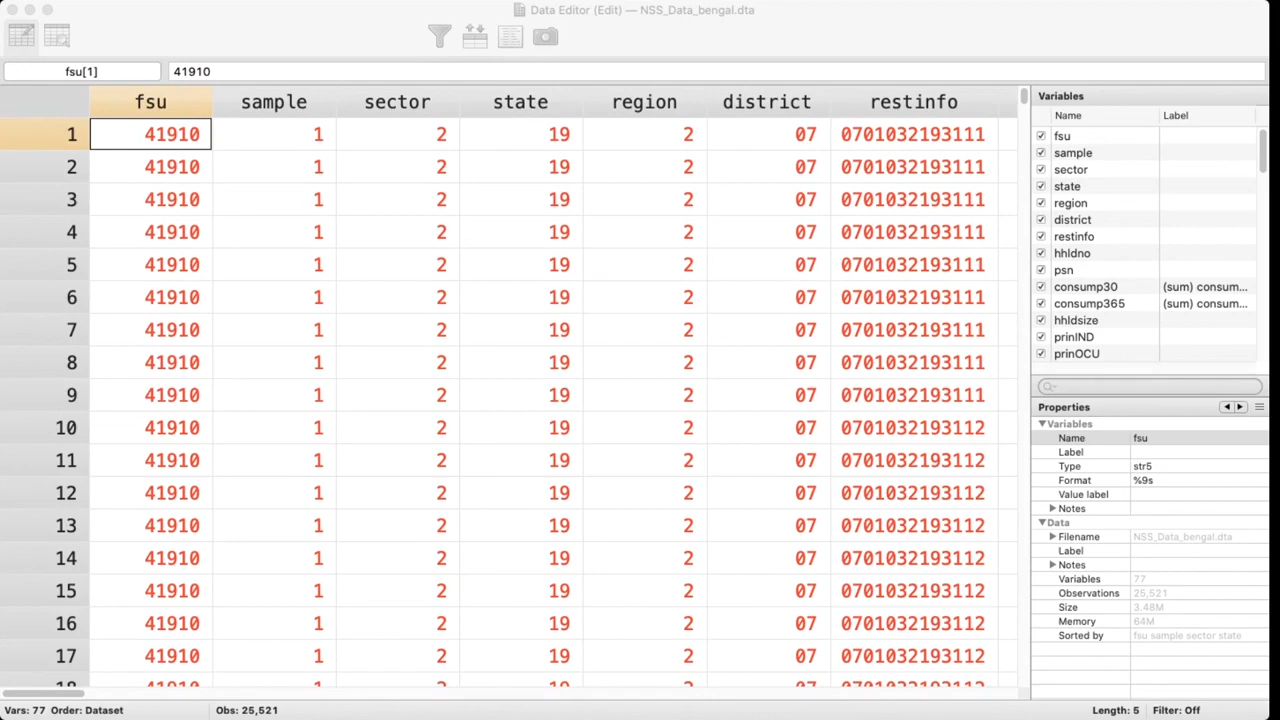 Data Editor (Edit) — NSS_Data_bengal.dta
fsu[1] 41910
fsu sample sector state region district restinfo
1 41910 1 2 19 2 07 0701032193111
2 41910 1 2 19 2 07 0701032193111
3 41910 1 2 19 2 07 0701032193111
4 41910 1 2 19 2 07 0701032193111
5 41910 1 2 19 2 07 0701032193111
6 41910 1 2 19 2 07 0701032193111
7 41910 1 2 19 2 07 0701032193111
8 41910 1 2 19 2 07 0701032193111
9 41910 1 2 19 2 07 0701032193111
10 41910 1 2 19 2 07 0701032193112
11 41910 1 2 19 2 07 0701032193112
12 41910 1 2 19 2 07 0701032193112
13 41910 1 2 19 2 07 0701032193112
14 41910 1 2 19 2 07 0701032193112
15 41910 1 2 19 2 07 0701032193112
16 41910 1 2 19 2 07 0701032193112
17 41910 1 2 19 2 07 0701032193112
18 41910 1 2 19 2 07 0701032193112
Variables
Name Label
fsu
sample
sector
state
region
district
restinfo
hhldno
psn
consump30 (sum) consum...
consump365 (sum) consum...
hhldsize
prinIND
prinOCU
Properties
Variables
Name fsu
Label
Type str5
Format %9s
Value label
Notes
Data
Filename NSS_Data_bengal.dta
Label
Notes
Variables 77
Observations 25,521
Size 3.48M
Memory 64M
Sorted by fsu sample sector state
Vars: 77 Order: Dataset Obs: 25,521 Length: 5 Filter: Off